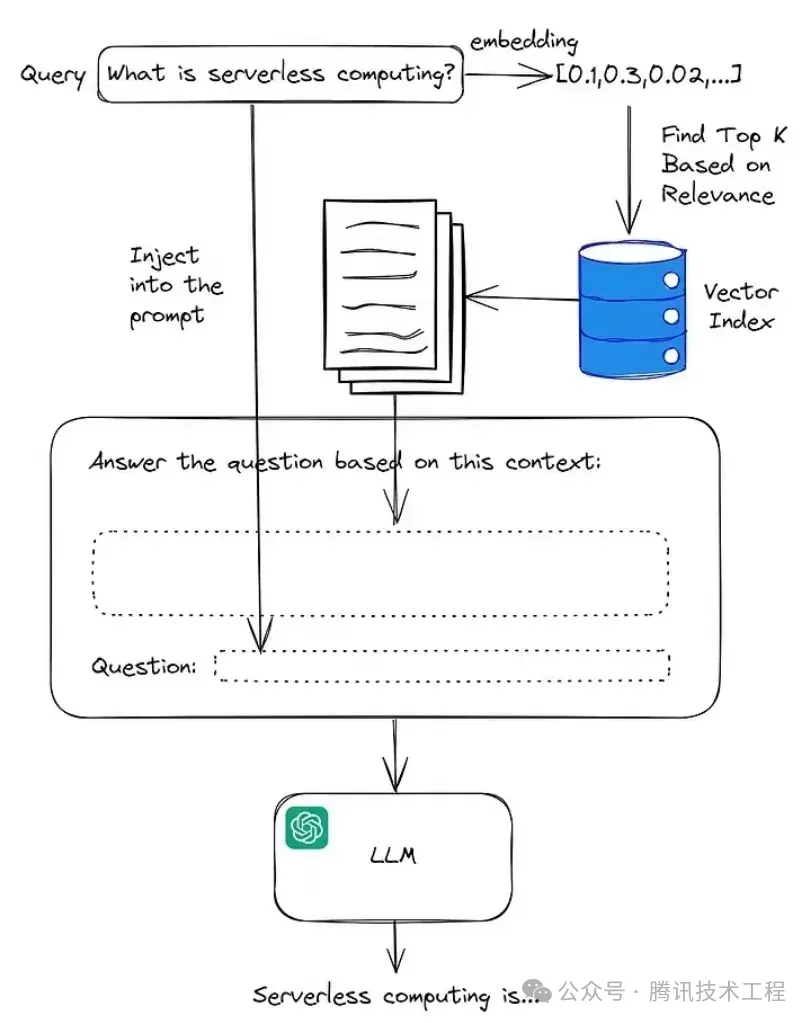 embedding
Query
What is serverless computing?
[0.1,0.3,0.02,...]
Find Top K
Based on
Relevance
Inject
into the
prompt
Vector
Index
Answer the question based on this context:
Question:
LLM
Serverless computing is...
公众号 · 腾讯技术工程